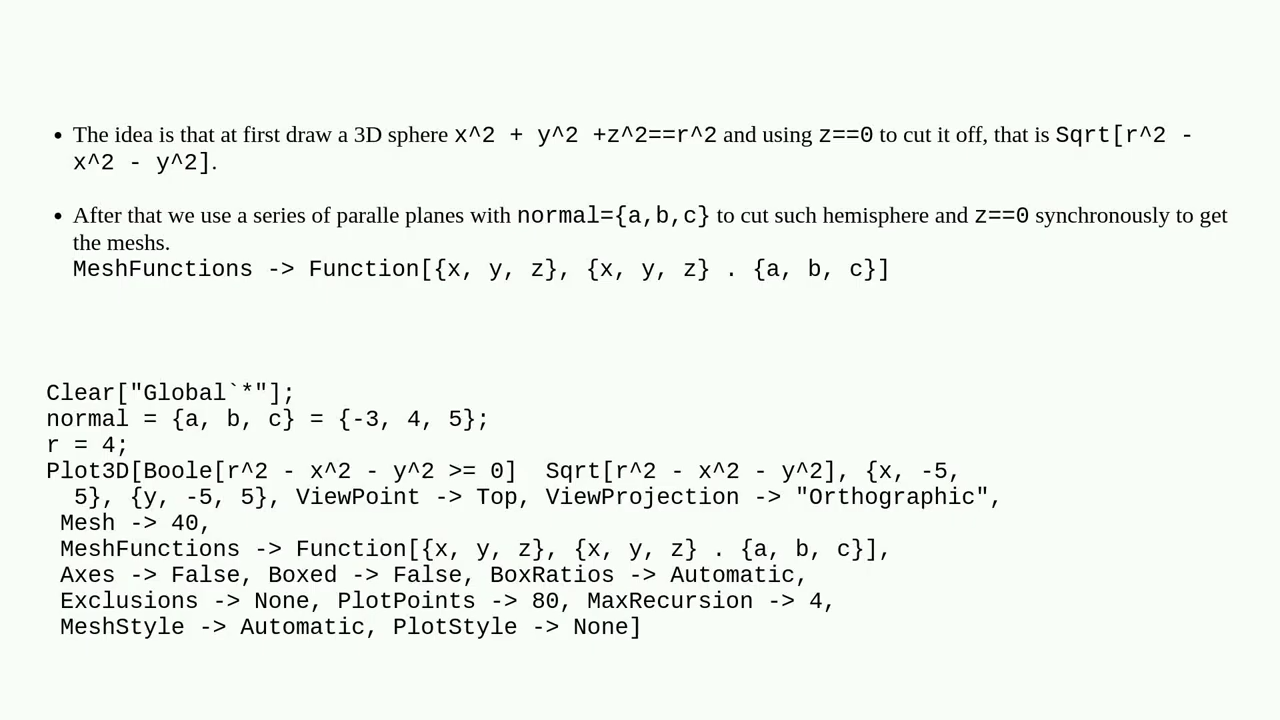 • The idea is that at first draw a 3D sphere x^2 + y^2 +z^2==r^2 and using z==0 to cut it off, that is Sqrt[r^2 -
x^2 - y^2].
• After that we use a series of paralle planes with normal={a,b,c} to cut such hemisphere and z==0 synchronously to get
the meshs.
MeshFunctions -> Function[{x, y, z}, {x, y, z} . {a, b, c}]
Clear["Global`*"];
normal = {a, b, c} = {-3, 4, 5};
r = 4;
Plot3D[Boole[r^2 - x^2 - y^2 >= 0]  Sqrt[r^2 - x^2 - y^2], {x, -5,
  5}, {y, -5, 5}, ViewPoint -> Top, ViewProjection -> "Orthographic",
 Mesh -> 40,
 MeshFunctions -> Function[{x, y, z}, {x, y, z} . {a, b, c}],
 Axes -> False, Boxed -> False, BoxRatios -> Automatic,
 Exclusions -> None, PlotPoints -> 80, MaxRecursion -> 4,
 MeshStyle -> Automatic, PlotStyle -> None]